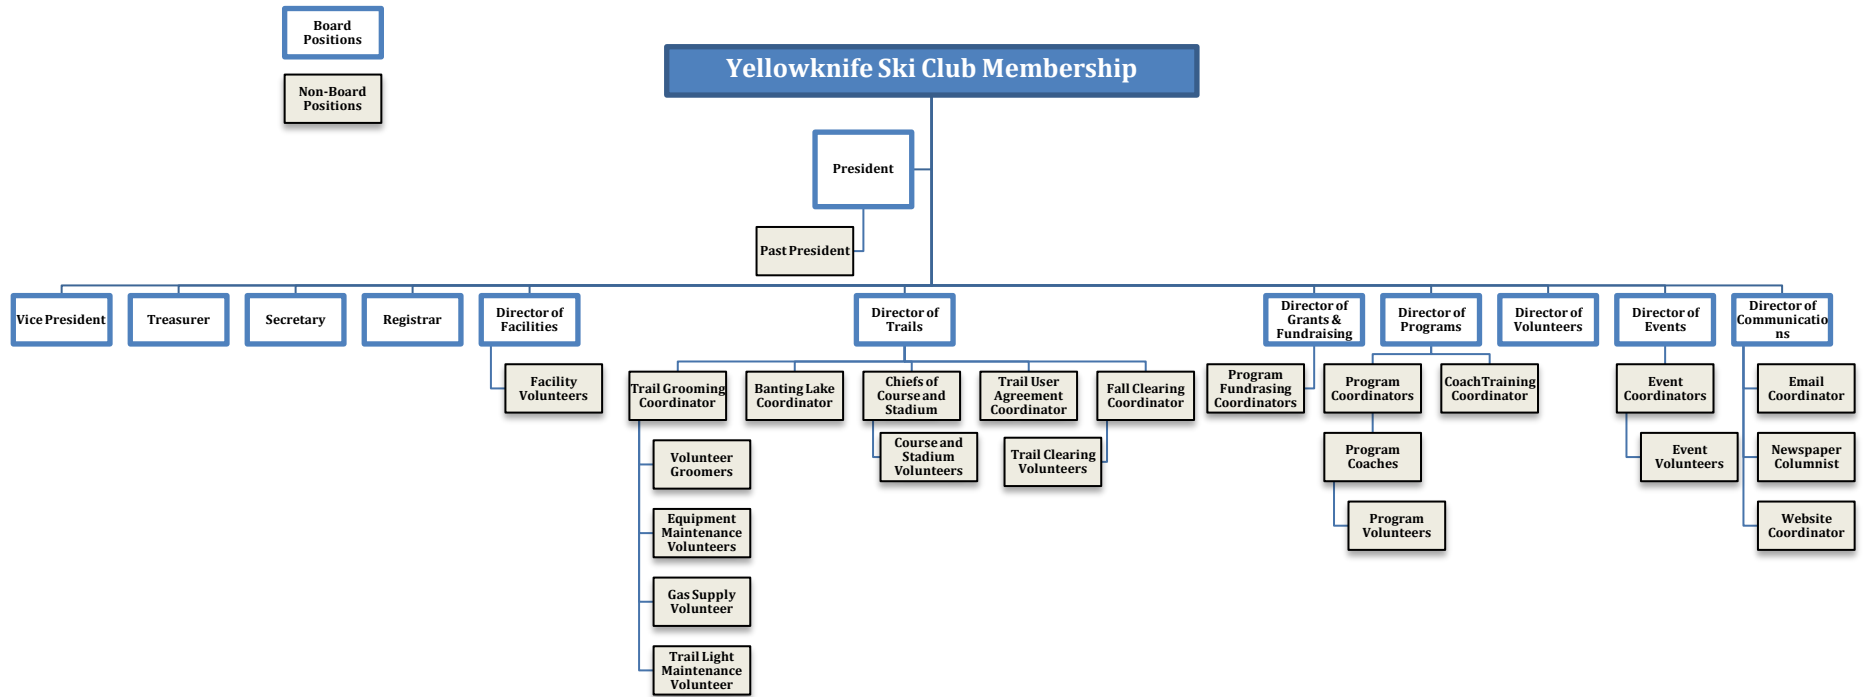 Board
Positions
Non-Board
Positions
Yellowknife Ski Club Membership
President
Past President
Vice President
Treasurer
Secretary
Registrar
Director of
Facilities
Director of
Trails
Director of
Grants &
Fundraising
Director of
Programs
Director of
Volunteers
Director of
Events
Director of
Communicatio
ns
Facility
Volunteers
Trail Grooming
Coordinator
Banting Lake
Coordinator
Chiefs of
Course and
Stadium
Trail User
Agreement
Coordinator
Fall Clearing
Coordinator
Program
Fundrasing
Coordinators
Program
Coordinators
Coach Training
Coordinator
Event
Coordinators
Email
Coordinator
Volunteer
Groomers
Course and
Stadium
Volunteers
Trail Clearing
Volunteers
Program
Coaches
Event
Volunteers
Newspaper
Columnist
Equipment
Maintenance
Volunteers
Program
Volunteers
Website
Coordinator
Gas Supply
Volunteer
Trail Light
Maintenance
Volunteer